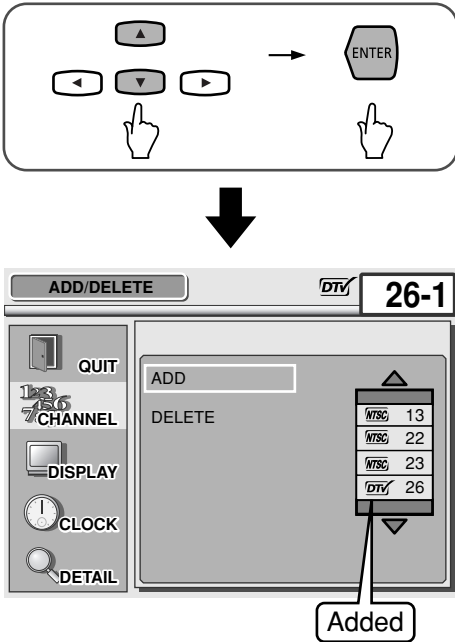 ENTER
ADD/DELETE
DTV
26-1
QUIT
123
456
7
CHANNEL
DISPLAY
CLOCK
DETAIL
ADD
DELETE
NTSC 13
NTSC 22
NTSC 23
DTV 26
Added